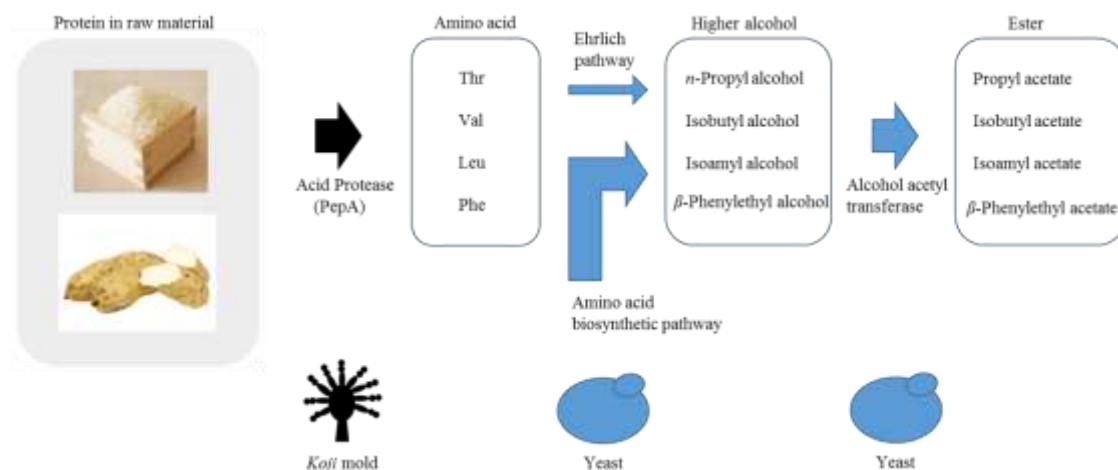 Protein in raw material
Amino acid
Higher alcohol
Ester
Ehrlich
pathway
Thr
Val
Leu
Phe
n-Propyl alcohol
Isobutyl alcohol
Isoamyl alcohol
β-Phenylethyl alcohol
Propyl acetate
Isobutyl acetate
Isoamyl acetate
β-Phenylethyl acetate
Acid Protease
(PepA)
Alcohol acetyl
transferase
Amino acid
biosynthetic pathway
Koji mold
Yeast
Yeast